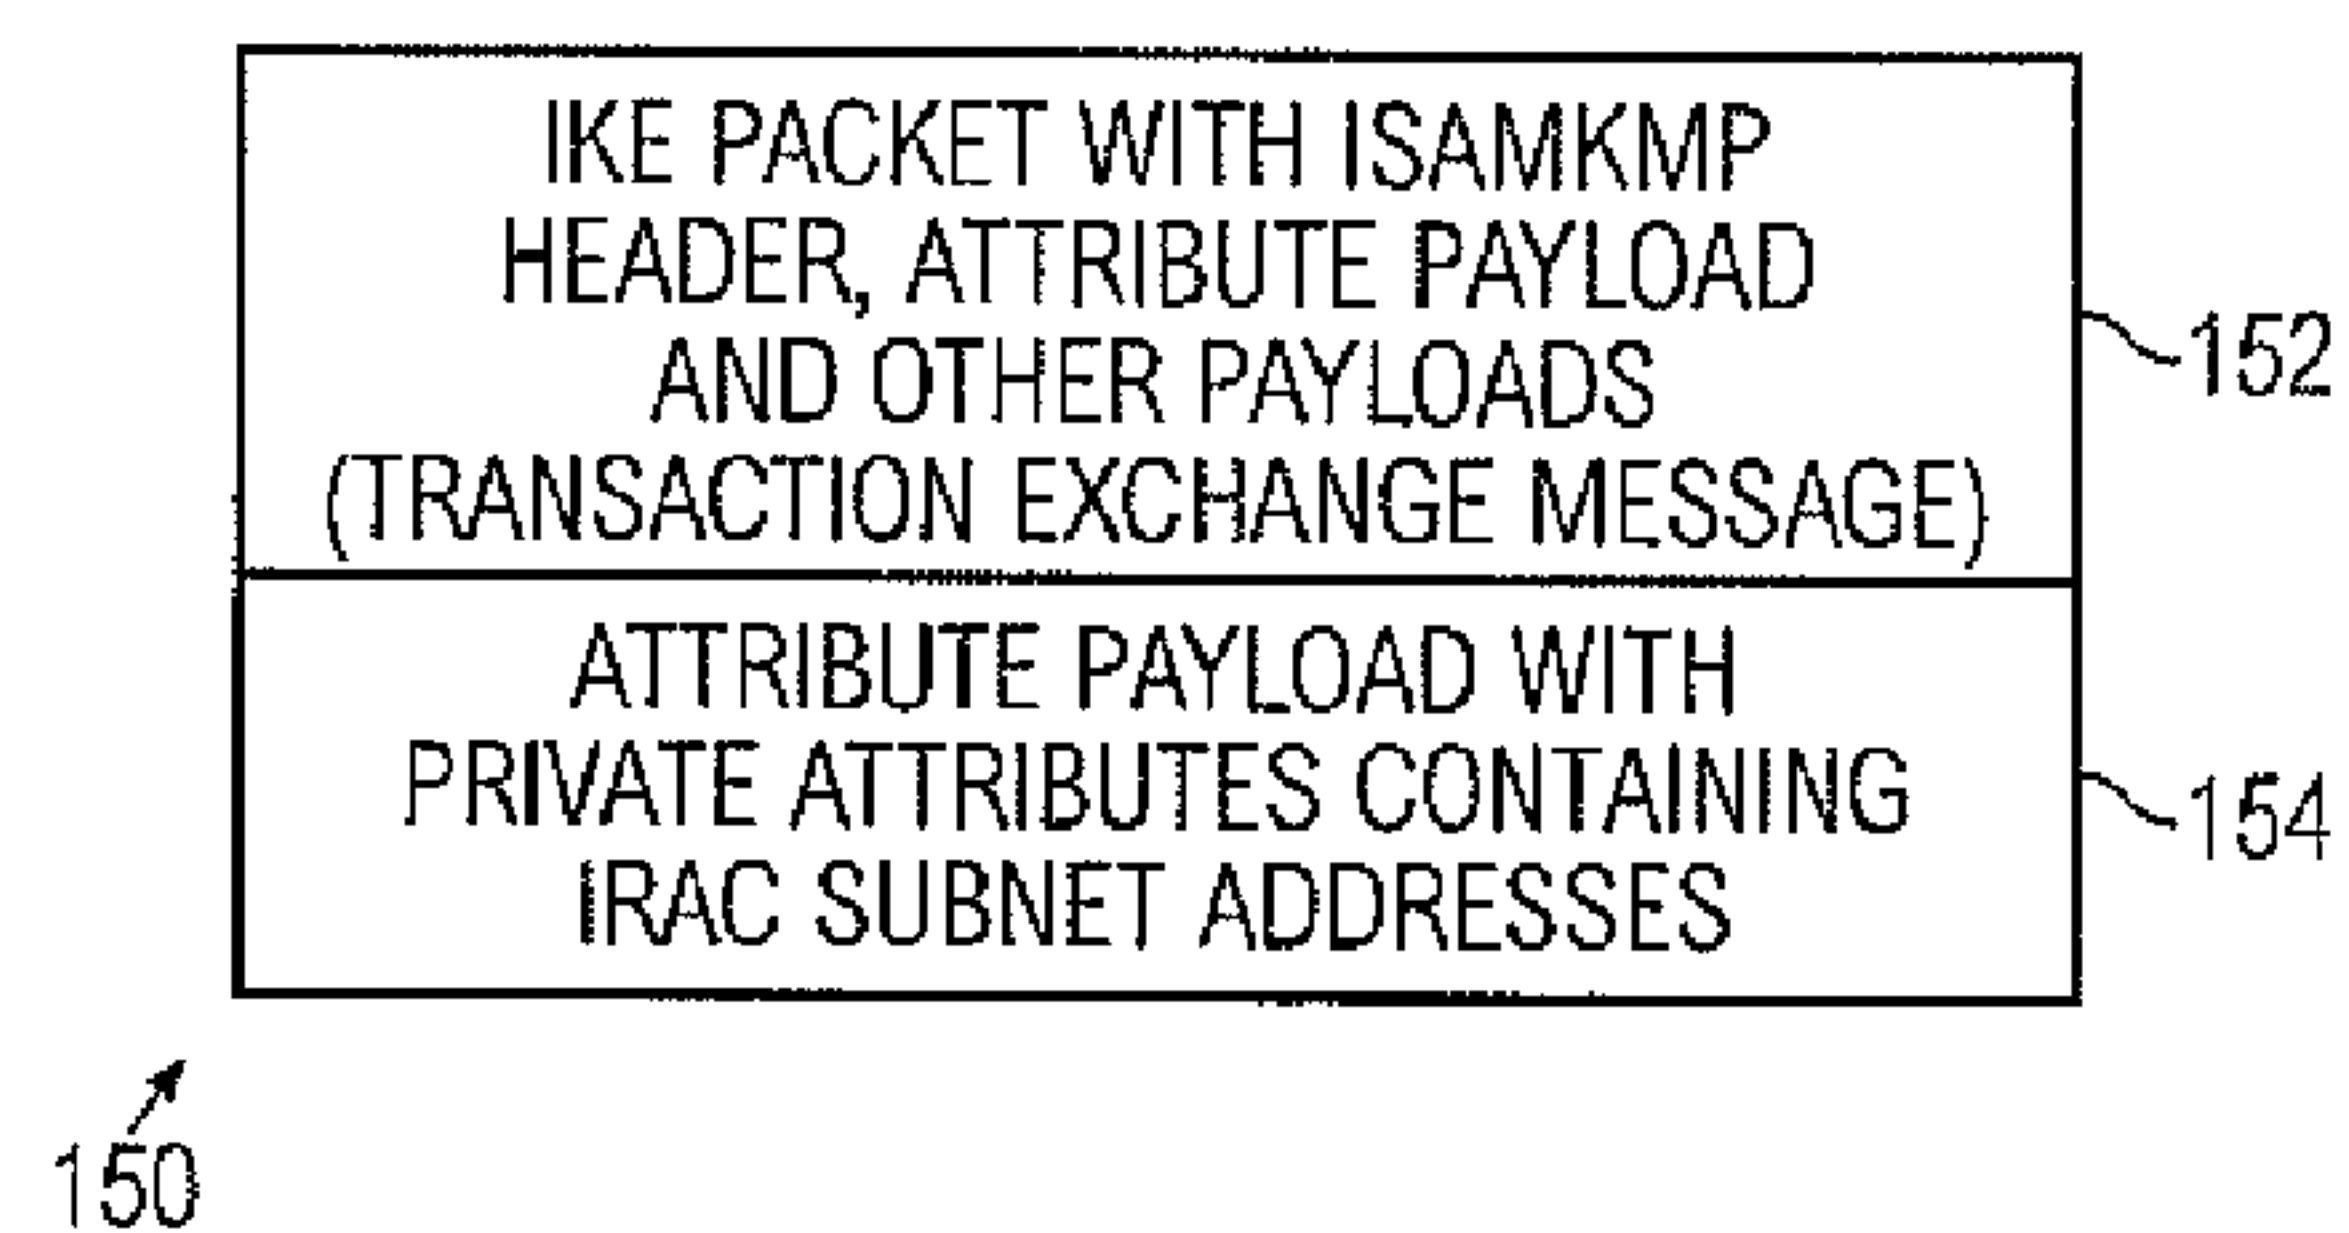 IKE PACKET WITH ISAMKMP
HEADER, ATTRIBUTE PAYLOAD
AND OTHER PAYLOADS
(TRANSACTION EXCHANGE MESSAGE)
152
ATTRIBUTE PAYLOAD WITH
PRIVATE ATTRIBUTES CONTAINING
IRAC SUBNET ADDRESSES
154
150